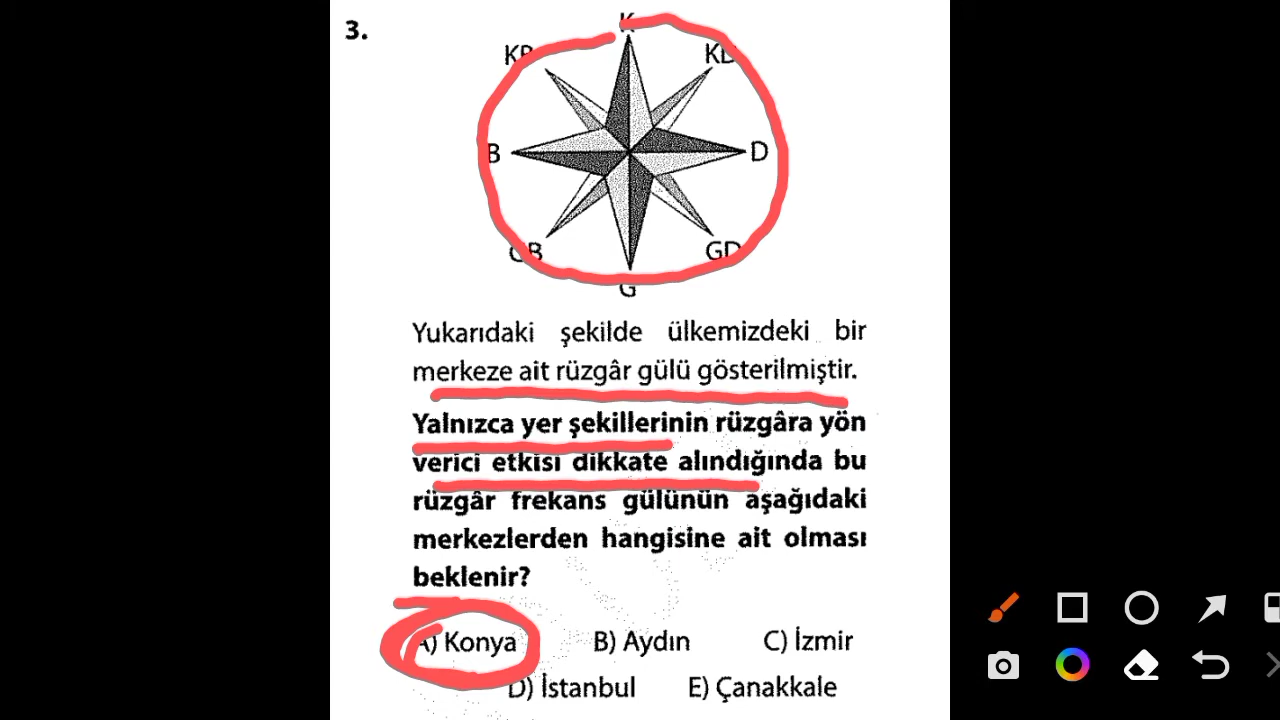 3.
K
KB
KD
B
D
GB
GD
G
Yukarıdaki şekilde ülkemizdeki bir
merkeze ait rüzgâr gülü gösterilmiştir.
Yalnızca yer şekillerinin rüzgâra yön
verici etkisi dikkate alındığında bu
rüzgâr frekans gülünün aşağıdaki
merkezlerden hangisine ait olması
beklenir?
A) Konya B) Aydın C) İzmir
D) İstanbul E) Çanakkale